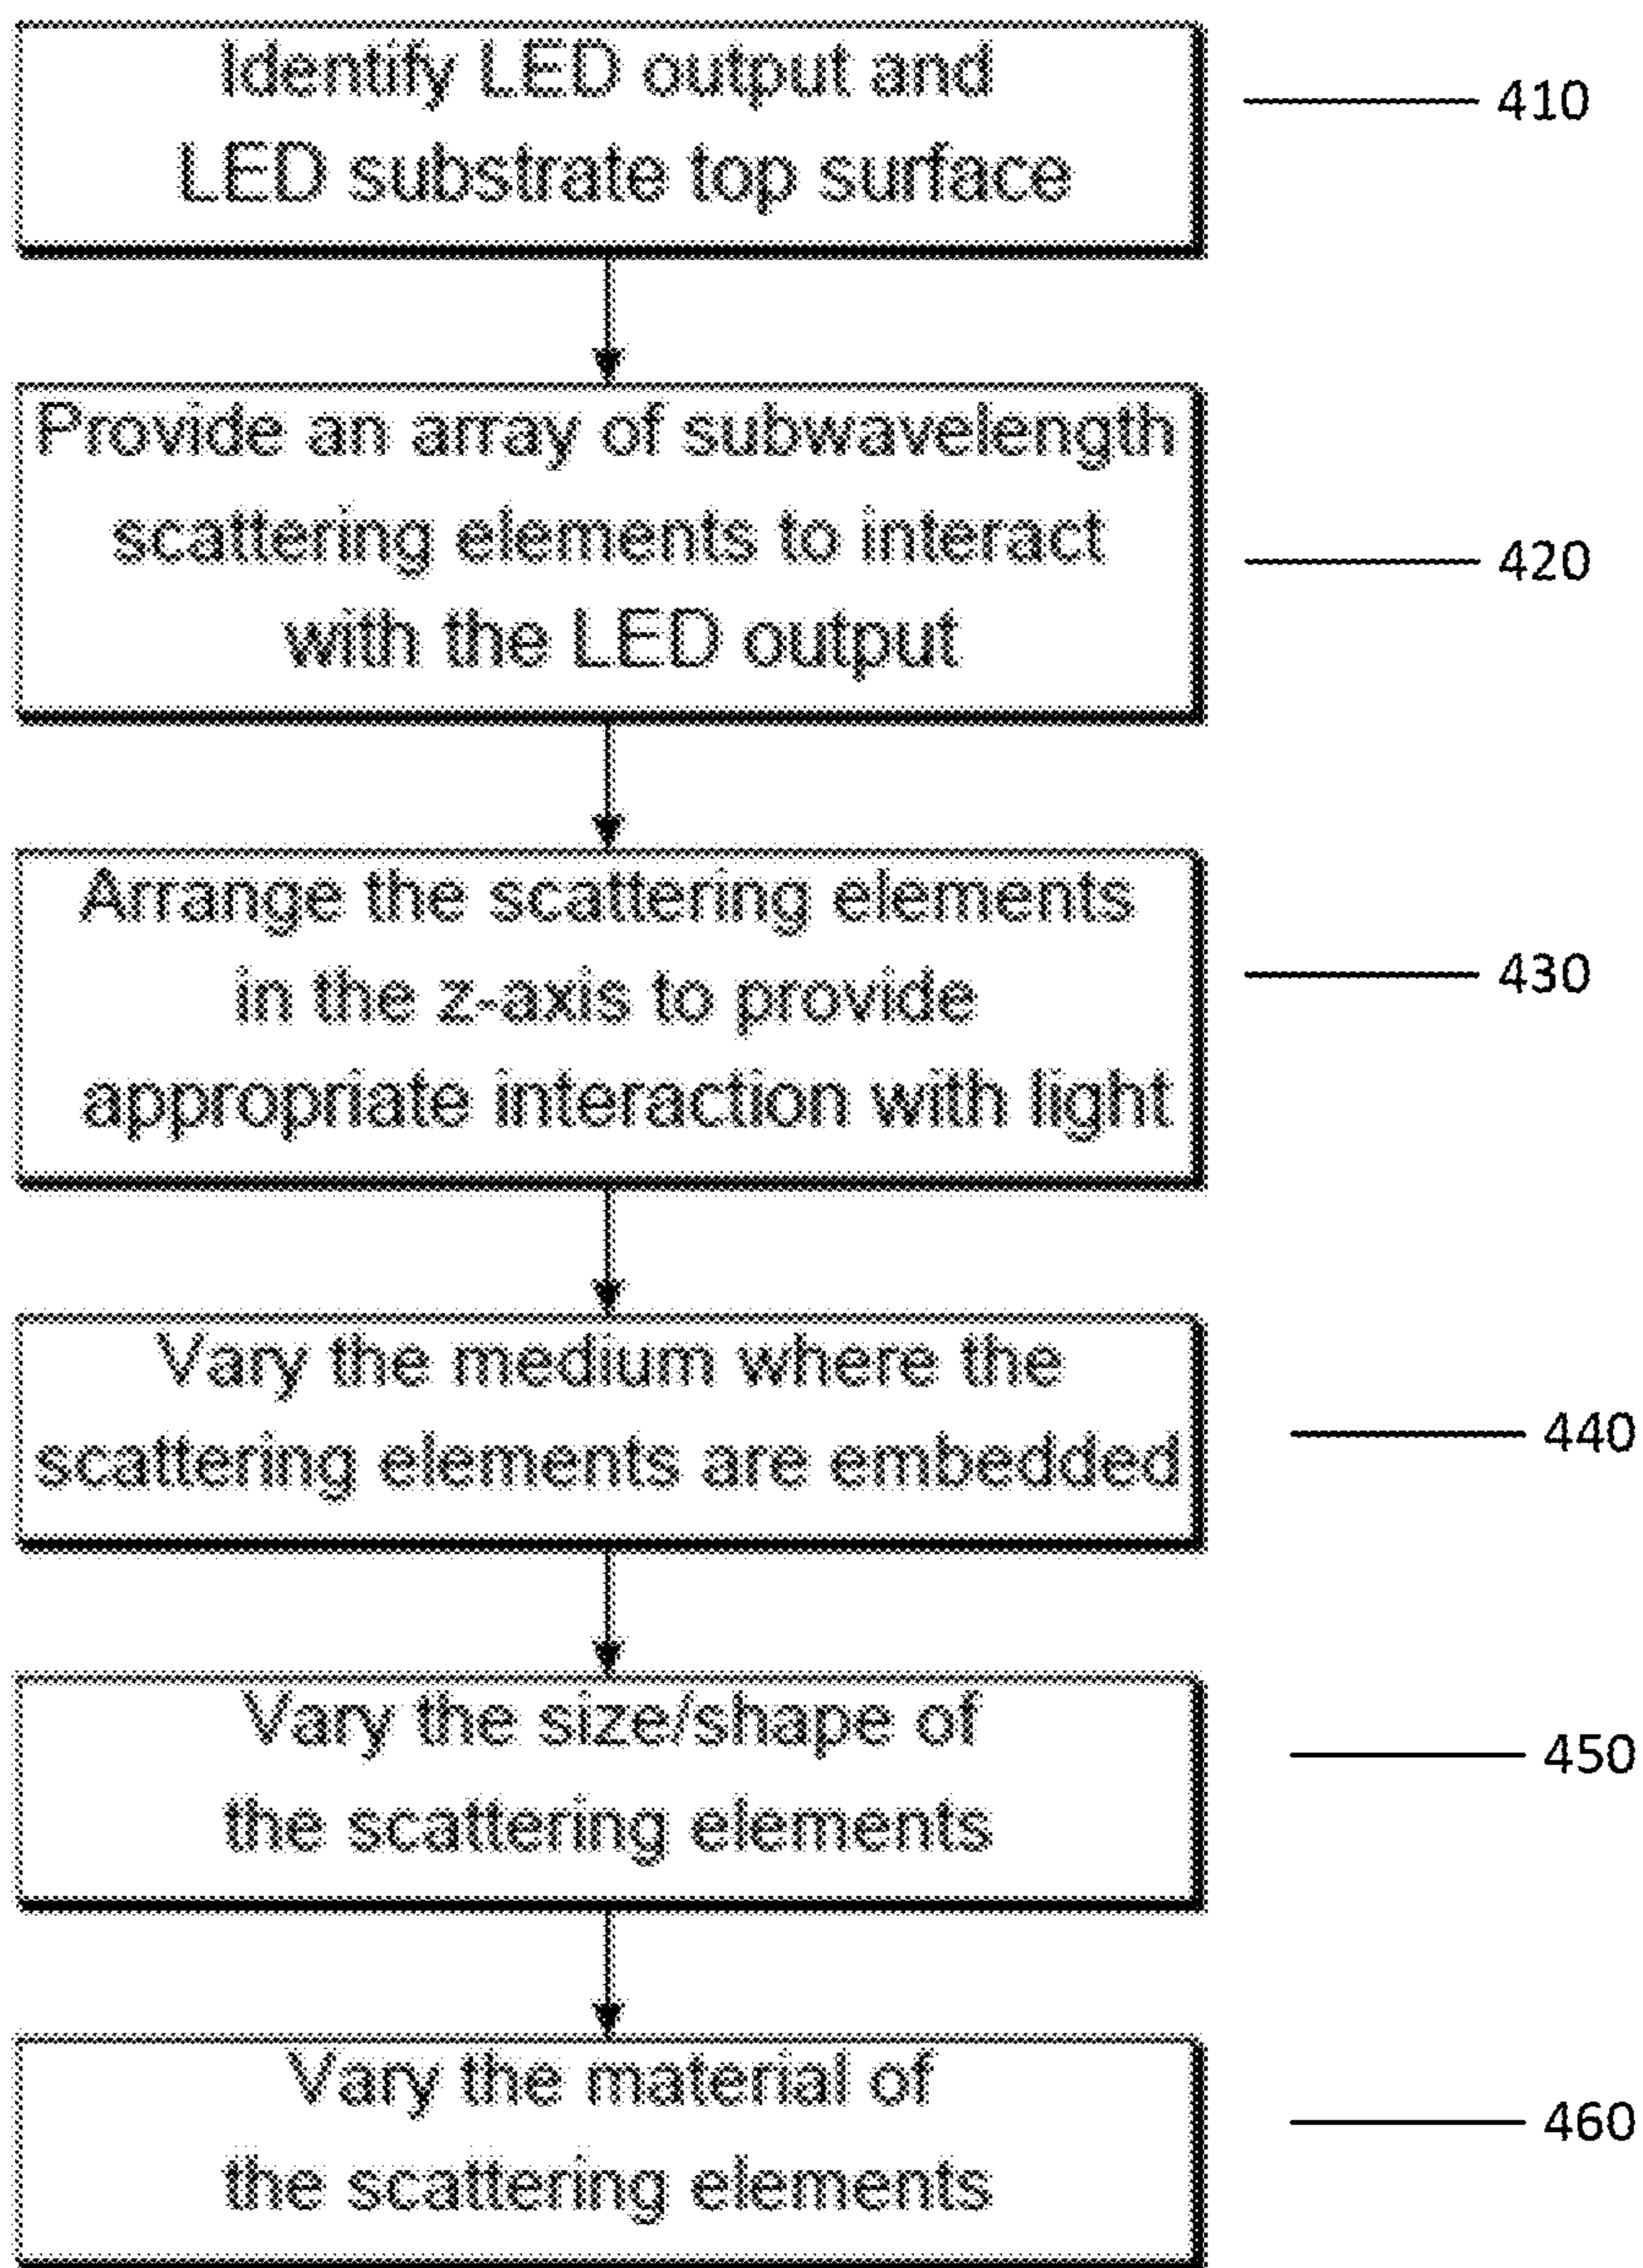 Identify LED output and
LED substrate top surface
410
Provide an array of subwavelength
scattering elements to interact
with the LED output
420
Arrange the scattering elements
in the z-axis to provide
appropriate interaction with light
430
Vary the medium where the
scattering elements are embedded
440
Vary the size/shape of
the scattering elements
450
Vary the material of
the scattering elements
460